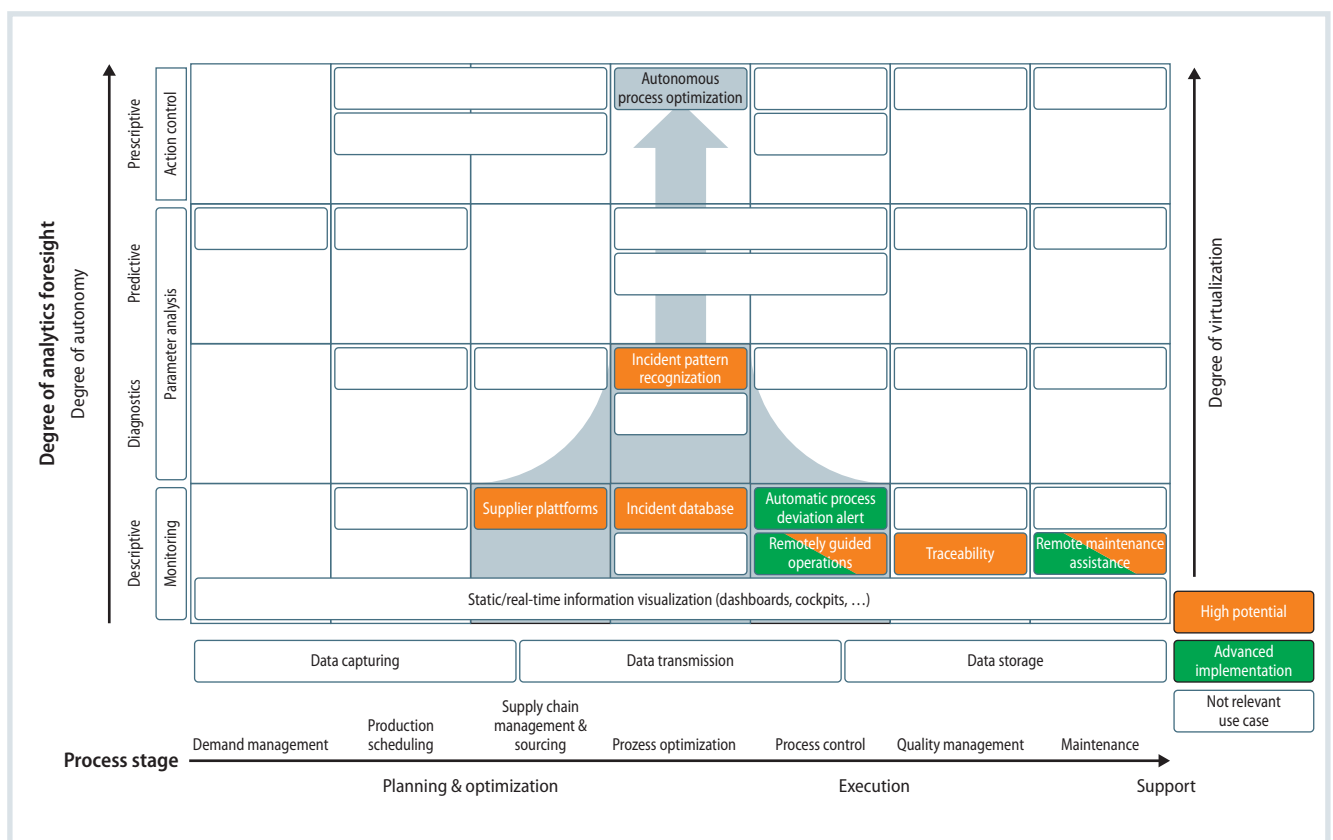 Autonomous
process optimization
Prescriptive
Action control
Degree of analytics foresight
Degree of autonomy
Predictive
Parameter analysis
Degree of virtualization
Incident pattern
recognization
Diagnostics
Supplier plattforms
Incident database
Automatic process
deviation alert
Descriptive
Monitoring
Remotely guided
operations
Traceability
Remote maintenance
assistance
Static/real-time information visualization (dashboards, cockpits, …)
High potential
Data capturing
Data transmission
Data storage
Advanced
implementation
Not relevant
use case
Demand management
Production
scheduling
Supply chain
management &
sourcing
Prozess optimization
Process control
Quality management
Maintenance
Process stage
Planning & optimization
Execution
Support